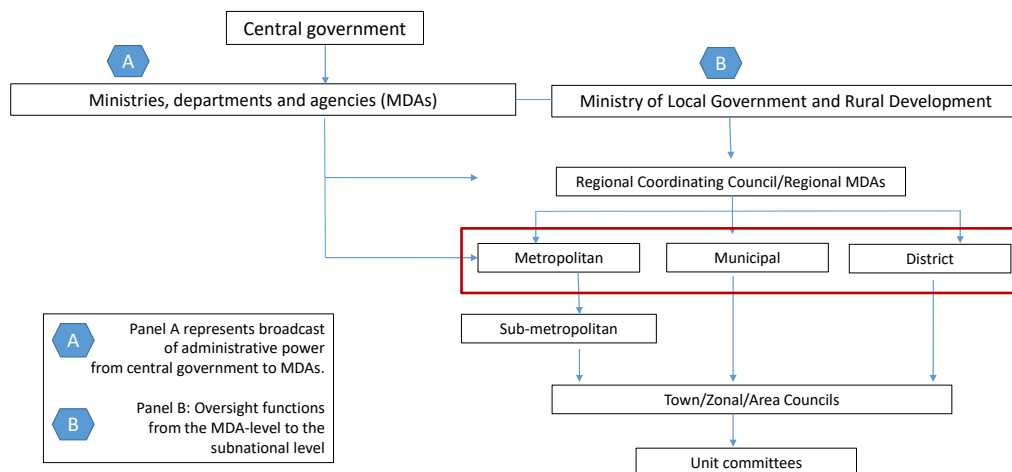 Central government
A
B
Ministries, departments and agencies (MDAs)
Ministry of Local Government and Rural Development
Regional Coordinating Council/Regional MDAs
Metropolitan
Municipal
District
Sub-metropolitan
A
Panel A represents broadcast
of administrative power
from central government to MDAs.
B
Panel B: Oversight functions
from the MDA-level to the
subnational level
Town/Zonal/Area Councils
Unit committees